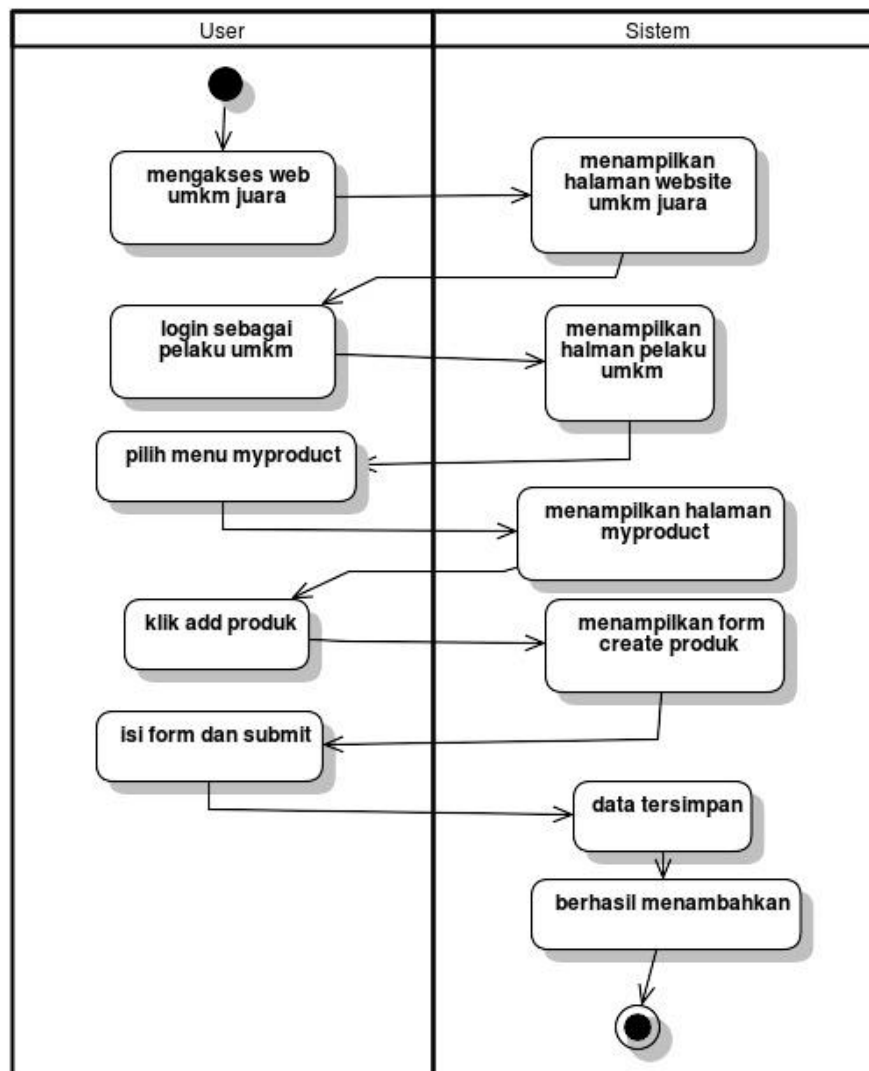 User
Sistem
mengakses web
umkm juara
menampilkan
halaman website
umkm juara
login sebagai
pelaku umkm
menampilkan
halman pelaku
umkm
pilih menu myproduct
menampilkan halaman
myproduct
klik add produk
menampilkan form
create produk
isi form dan submit
data tersimpan
berhasil menambahkan